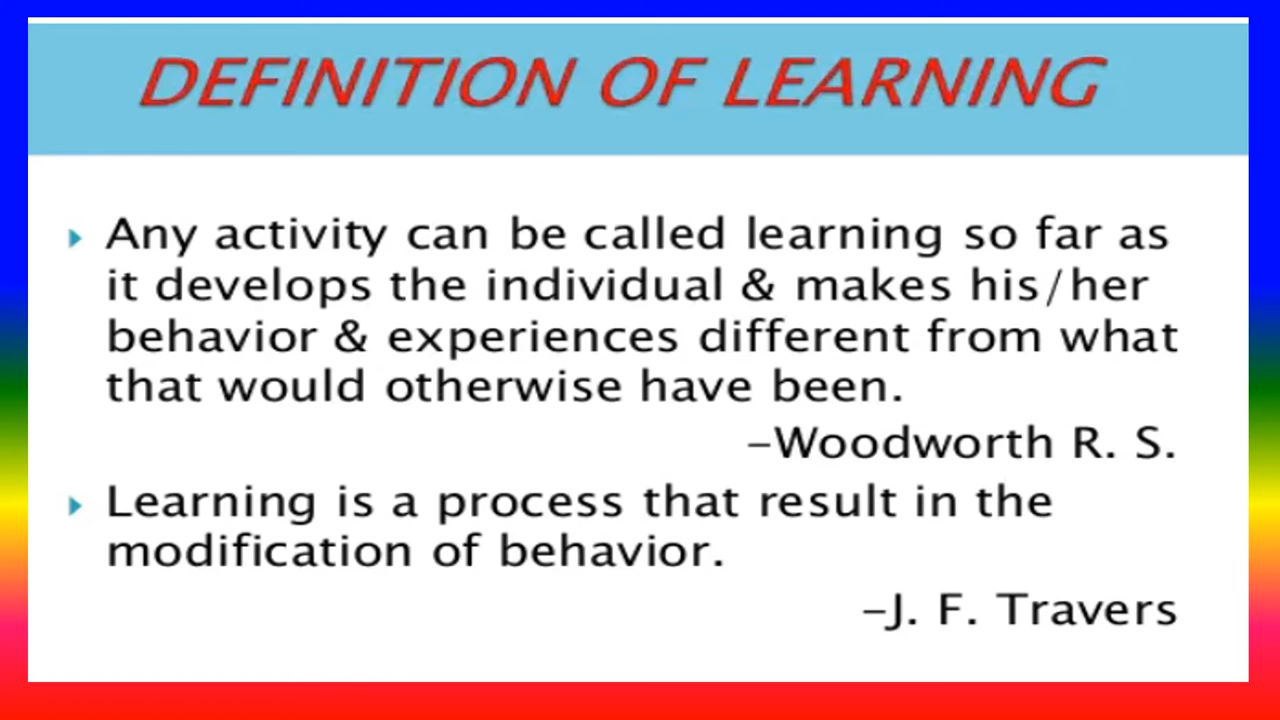 DEFINITION OF LEARNING
Any activity can be called learning so far as
it develops the individual & makes his/her
behavior & experiences different from what
that would otherwise have been.
–Woodworth R. S.
Learning is a process that result in the
modification of behavior.
–J. F. Travers